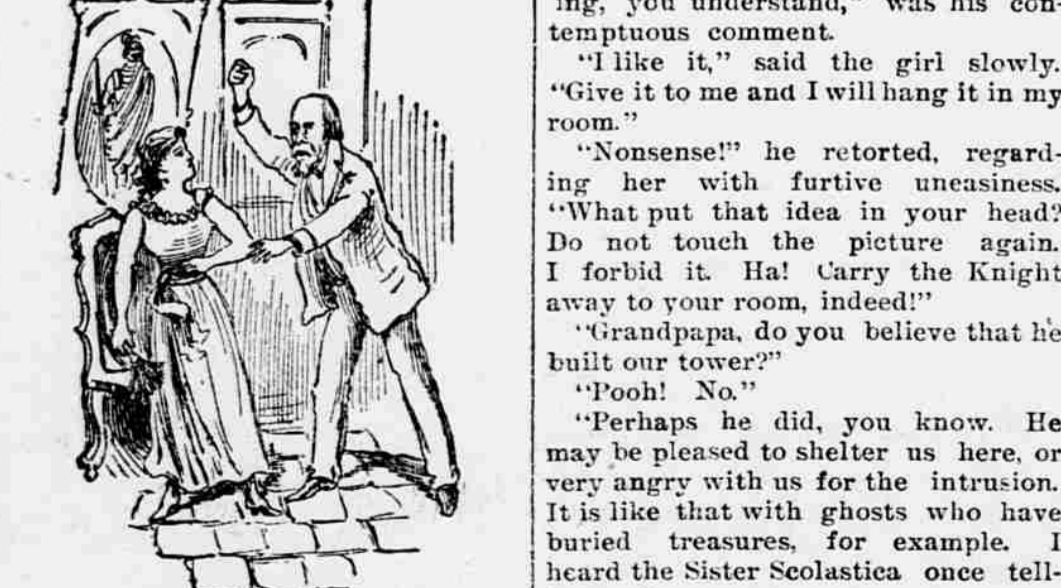 ing, you understand," was his con-
temptuous comment.
"I like it," said the girl slowly.
"Give it to me and I will hang it in my
room."
"Nonsense!" he retorted, regard-
ing her with furtive uneasiness.
"What put that idea in your head?
Do not touch the picture again.
I forbid it. Ha! Carry the Knight
away to your room, indeed!"
"Grandpapa, do you believe that he
built our tower?"
"Pooh! No."
"Perhaps he did, you know. He
may be pleased to shelter us here, or
very angry with us for the intrusion.
It is like that with ghosts who have
buried treasures, for example. I
heard the Sister Scolastica once tell-